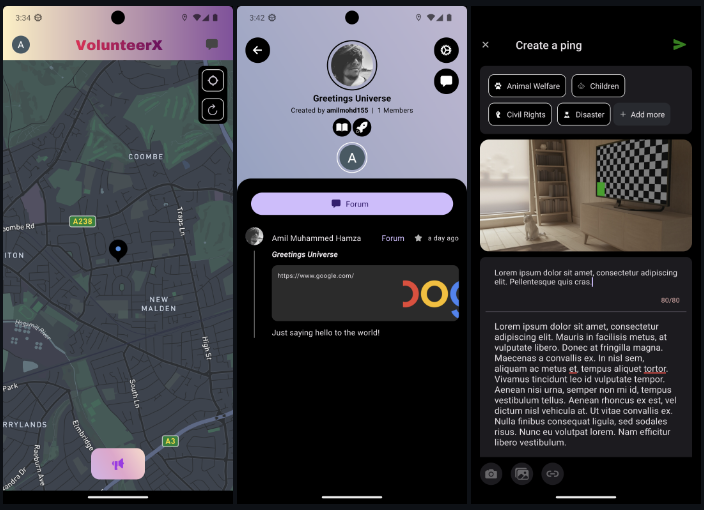 3:34
A
VolunteerX
COOMBE
A238
Traps Ln
oombe Rd
ITON
NEW
MALDEN
Hogsmill River
High St
Park
South Ln
RRYLANDS
Elmbridge
A3
Raeburn Ave
andra Dr
3:42
Greetings Universe
Created by amilmohd155 | 1 Members
A
Forum
Amil Muhammed Hamza
Forum
a day ago
Greetings Universe
https://www.google.com/
Just saying hello to the world!
Create a ping
Animal Welfare
Children
Civil Rights
Disaster
+ Add more
Lorem ipsum dolor sit amet, consectetur adipiscing
elit. Pellentesque quis cras.
80/80
Lorem ipsum dolor sit amet, consectetur
adipiscing elit. Mauris in facilisis metus, at
vulputate libero. Donec at fringilla magna.
Maecenas a convallis ex. In nisl sem,
aliquam ac metus et, tempus aliquet tortor.
Vivamus tincidunt leo id vulputate tempor.
Aenean nisi urna, semper non mi id, tempus
vestibulum tellus. Aenean rhoncus ex est, vel
dictum nisl vehicula at. Ut vitae convallis ex.
Nulla finibus consequat ligula, sed sodales
risus. Nunc eu volutpat lorem. Nam efficitur
libero vestibulum.